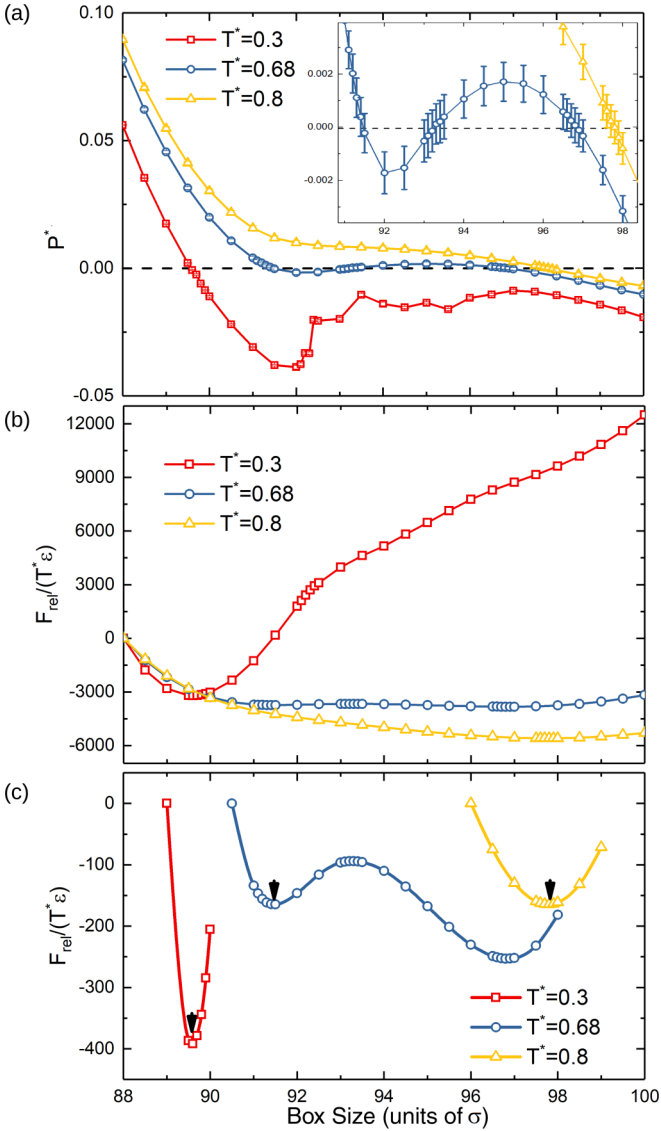 (a)
0.10
0.05
0.00
-0.05
P*
T*=0.3
T*=0.68
T*=0.8
0.002
0.000
-0.002
92 94 96 98
(b)
12000
9000
6000
3000
0
-3000
-6000
F_rel/(T*ε)
T*=0.3
T*=0.68
T*=0.8
(c)
0
-100
-200
-300
-400
F_rel/(T*ε)
T*=0.3
T*=0.68
T*=0.8
88 90 92 94 96 98 100
Box Size (units of σ)